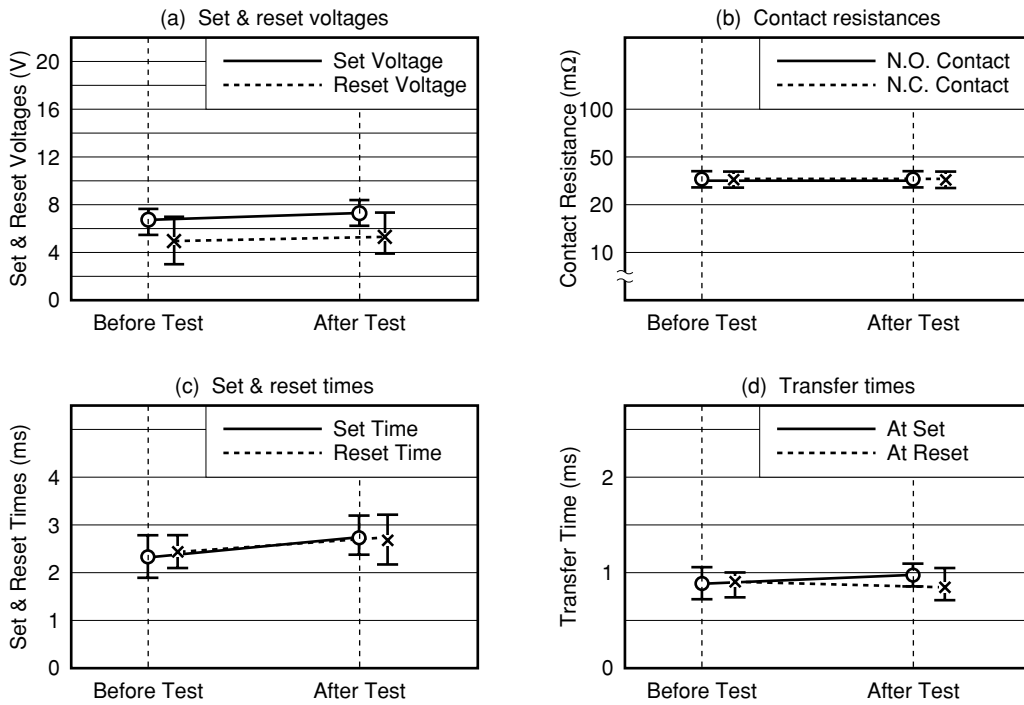 (a) Set & reset voltages
Set & Reset Voltages (V)
20
16
12
8
4
0
Set Voltage
Reset Voltage
Before Test
After Test
(b) Contact resistances
Contact Resistance (mΩ)
100
50
20
10
N.O. Contact
N.C. Contact
Before Test
After Test
(c) Set & reset times
Set & Reset Times (ms)
4
3
2
1
0
Set Time
Reset Time
Before Test
After Test
(d) Transfer times
Transfer Time (ms)
2
1
0
At Set
At Reset
Before Test
After Test